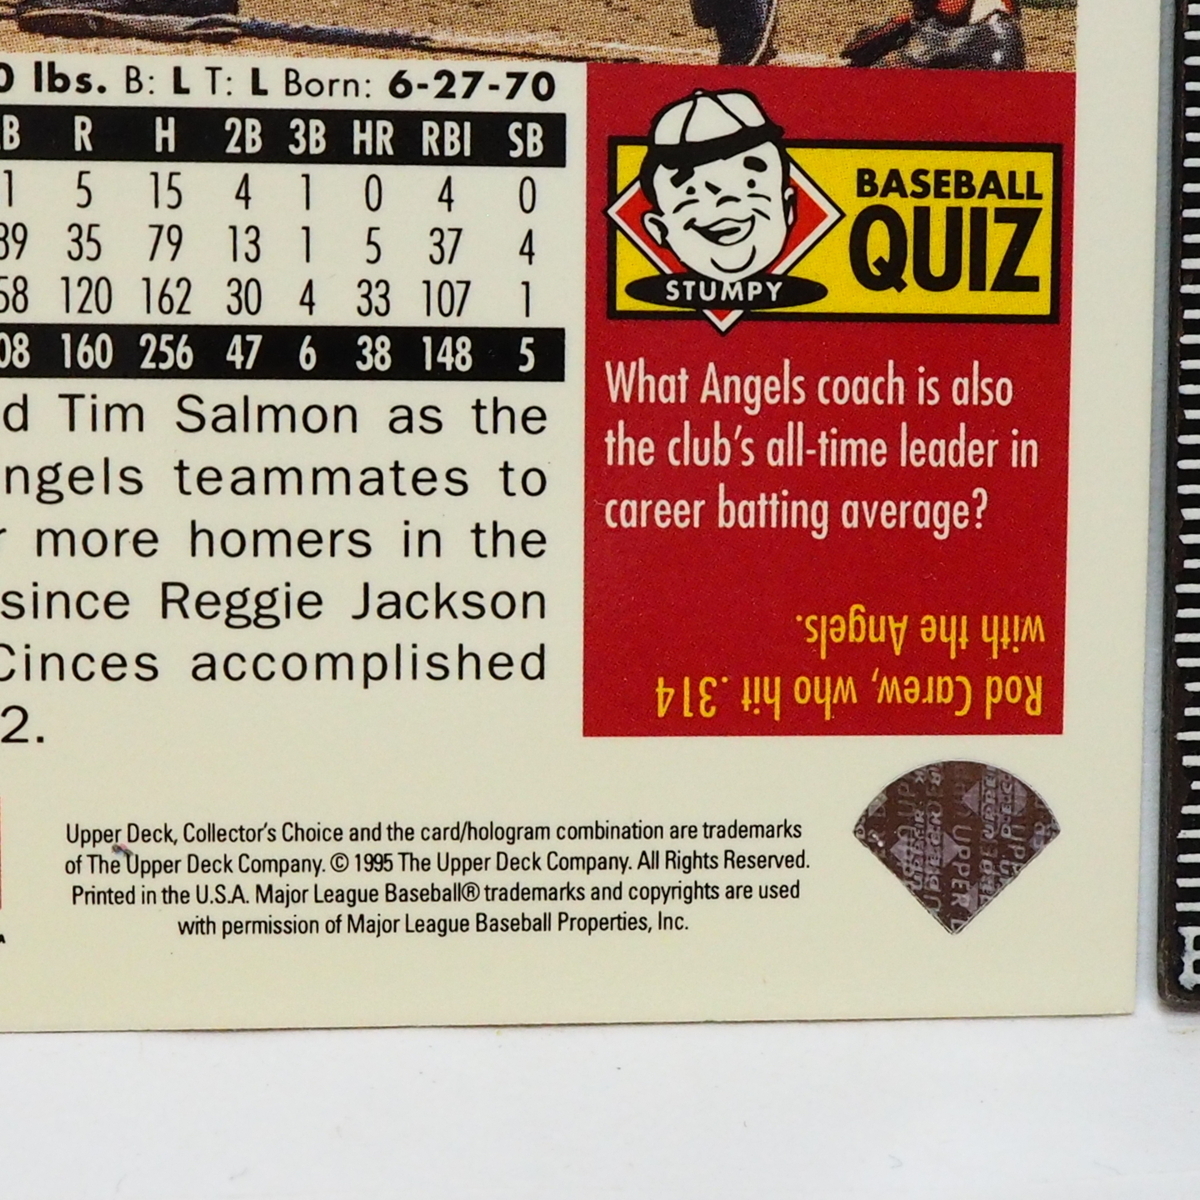 0 lbs. B: L T: L Born: 6-27-70
B R H 2B 3B HR RBI SB
1 5 15 4 1 0 4 0
39 35 79 13 1 5 37 4
58 120 162 30 4 33 107 1
08 160 256 47 6 38 148 5
d Tim Salmon as the
ngels teammates to
r more homers in the
since Reggie Jackson
Cinces accomplished
2.
BASEBALL
QUIZ
STUMPY
What Angels coach is also
the club's all-time leader in
career batting average?
Rod Carew, who hit .314
with the Angels.
Upper Deck, Collector's Choice and the card/hologram combination are trademarks
of The Upper Deck Company. © 1995 The Upper Deck Company. All Rights Reserved.
Printed in the U.S.A. Major League Baseball® trademarks and copyrights are used
with permission of Major League Baseball Properties, Inc.
UPPER